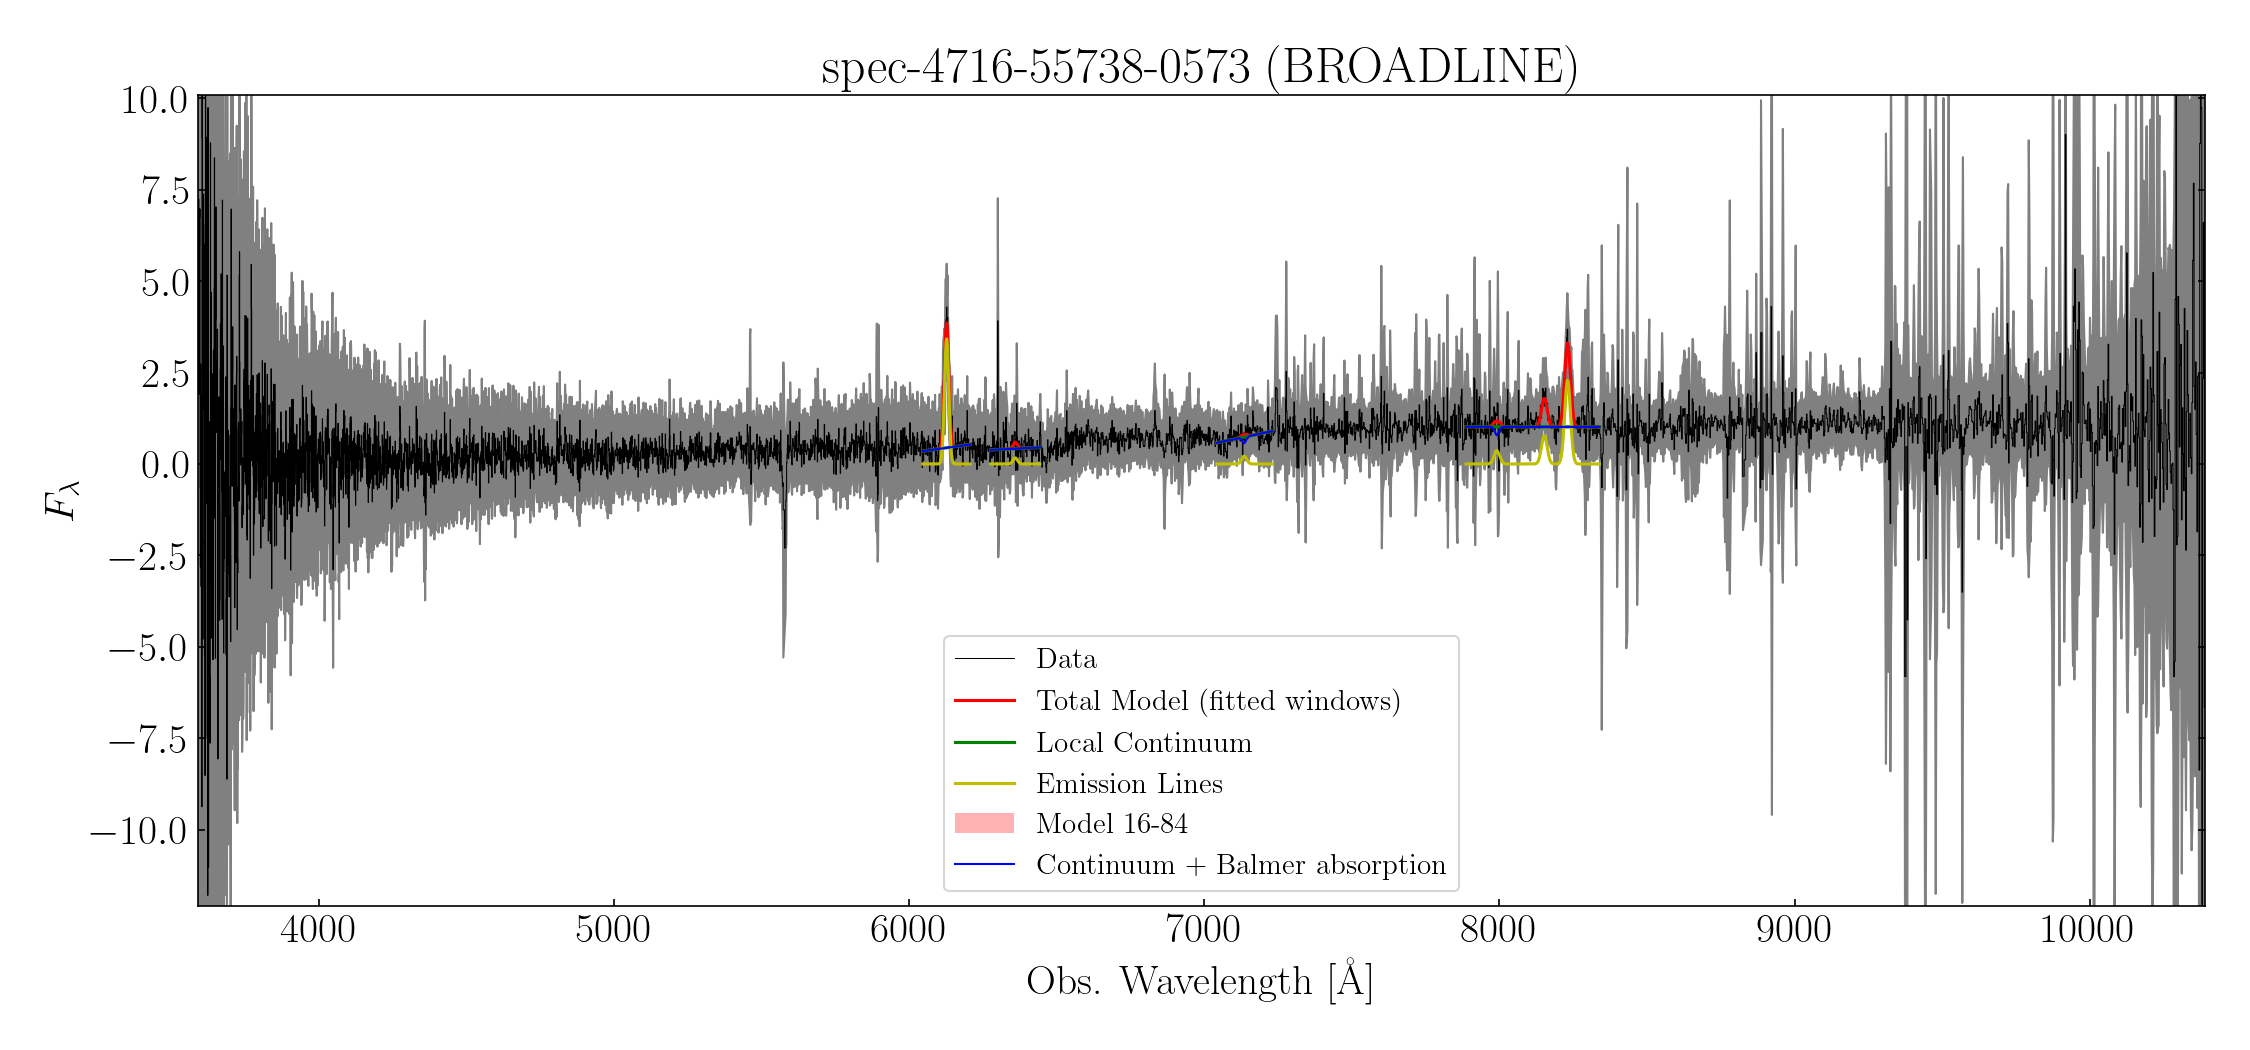 spec-4716-55738-0573 (BROADLINE)
10.0
7.5
5.0
2.5
0.0
−2.5
−5.0
−7.5
−10.0
Fλ
Data
Total Model (fitted windows)
Local Continuum
Emission Lines
Model 16-84
Continuum + Balmer absorption
4000 5000 6000 7000 8000 9000 10000
Obs. Wavelength [Å]